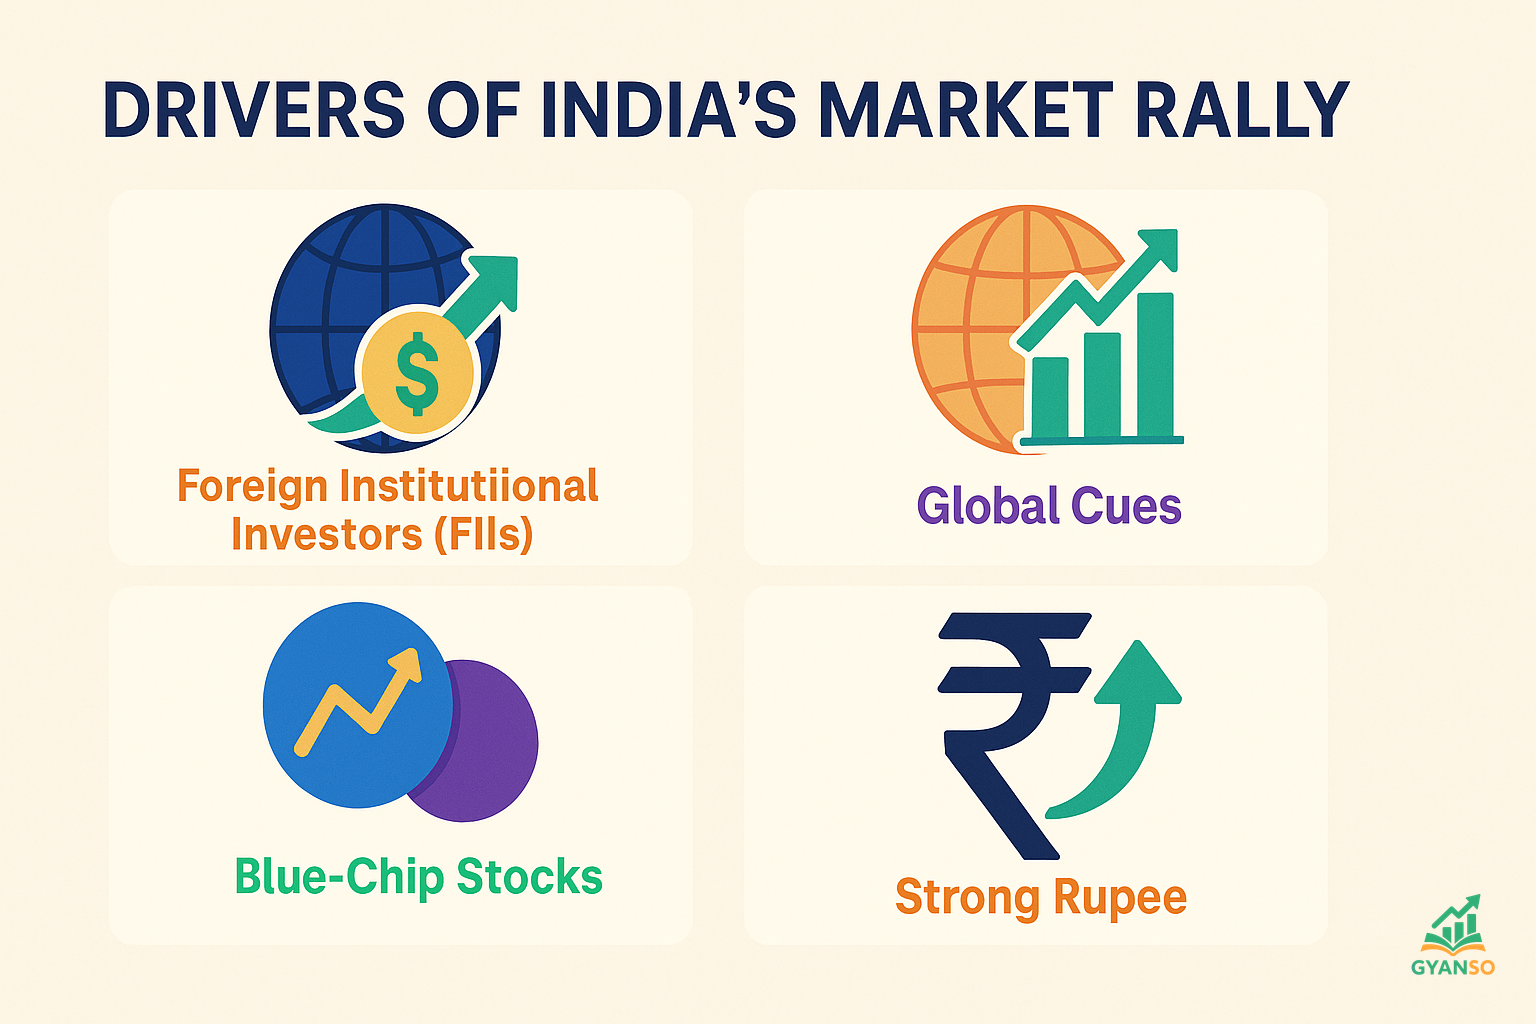 DRIVERS OF INDIA’S MARKET RALLY
$
Foreign Institutiional
Investors (FIIs)
Global Cues
Blue-Chip Stocks
₹
Strong Rupee
GYANSO